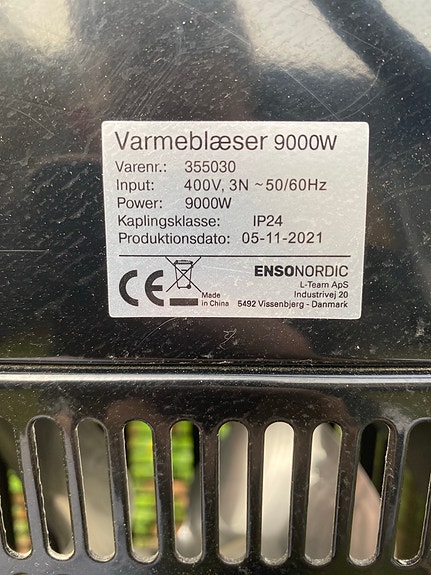 Varmeblæser 9000W
Varenr.: 355030
Input: 400V, 3N ~ 50/60Hz
Power: 9000W
Kaplingsklasse: IP24
Produktionsdato: 05-11-2021
CE
Made
in China
ENSONORDIC
L-Team ApS
Industrivej 20
5492 Vissenbjerg - Danmark